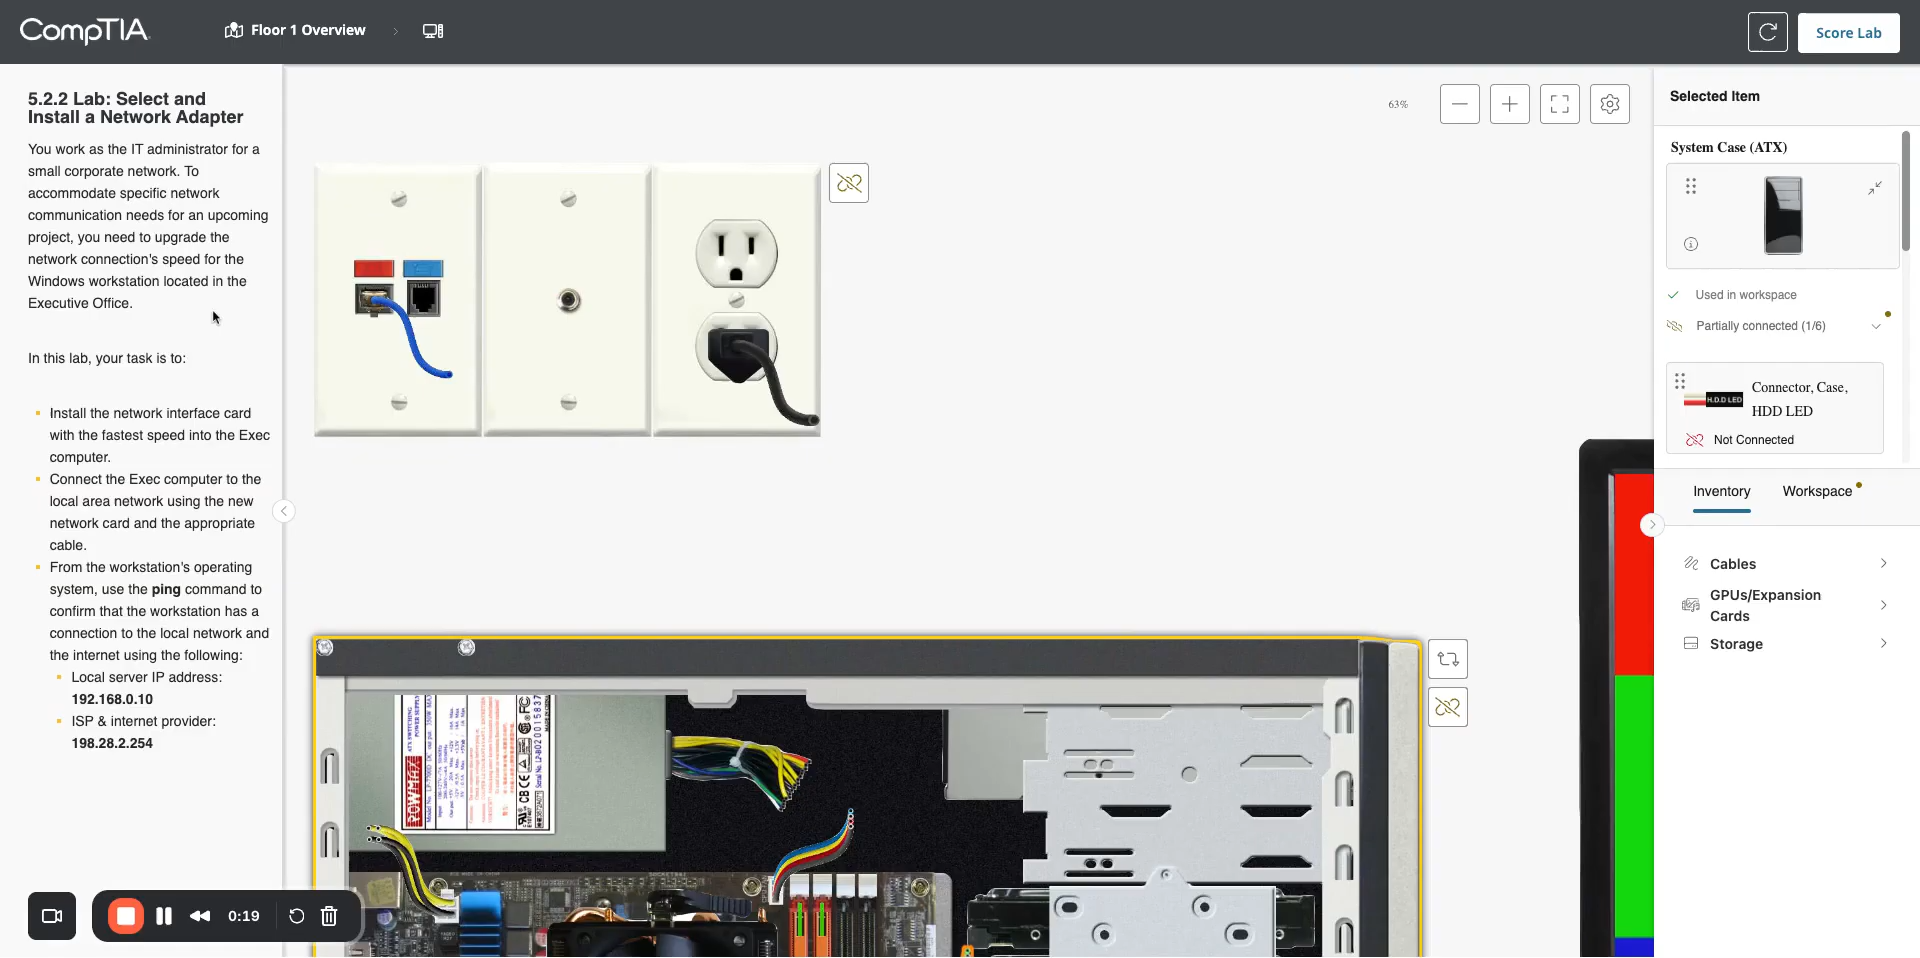 CompTIA
Floor 1 Overview
Score Lab
5.2.2 Lab: Select and
Install a Network Adapter
You work as the IT administrator for a
small corporate network. To
accommodate specific network
communication needs for an upcoming
project, you need to upgrade the
network connection's speed for the
Windows workstation located in the
Executive Office.
In this lab, your task is to:
Install the network interface card
with the fastest speed into the Exec
computer.
Connect the Exec computer to the
local area network using the new
network card and the appropriate
cable.
From the workstation's operating
system, use the ping command to
confirm that the workstation has a
connection to the local network and
the internet using the following:
Local server IP address:
192.168.0.10
ISP & internet provider:
198.28.2.254
0:19
63%
ATX SWITCHING
POWER SUPPLY
POWMAX
Selected Item
System Case (ATX)
Used in workspace
Partially connected (1/6)
H.D.D LED
Connector, Case,
HDD LED
Not Connected
Inventory
Workspace
Cables
GPUs/Expansion
Cards
Storage